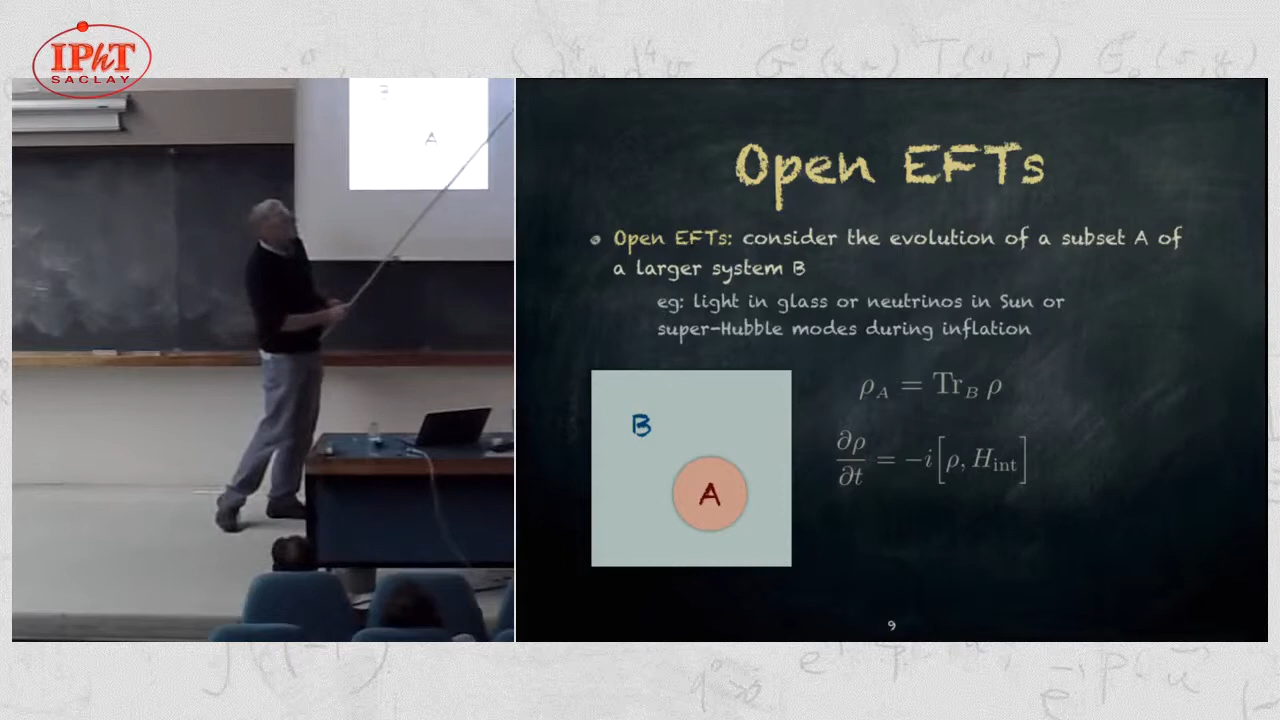 IPhT
SACLAY
B
A
Open EFTs
Open EFTs: consider the evolution of a subset A of
a larger system B
eg: light in glass or neutrinos in Sun or
super-Hubble modes during inflation
B
A
ρ_A = Tr_B ρ
∂ρ/∂t = -i[ρ, H_int]
9